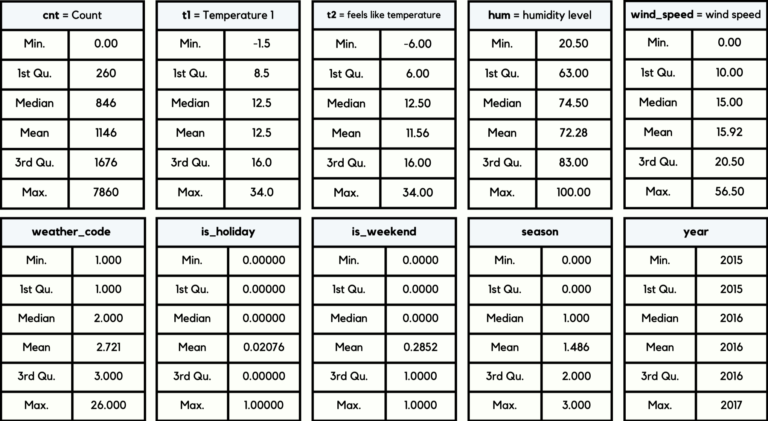 cnt = Count
Min. 0.00
1st Qu. 260
Median 846
Mean 1146
3rd Qu. 1676
Max. 7860
t1 = Temperature 1
Min. -1.5
1st Qu. 8.5
Median 12.5
Mean 12.5
3rd Qu. 16.0
Max. 34.0
t2 = feels like temperature
Min. -6.00
1st Qu. 6.00
Median 12.50
Mean 11.56
3rd Qu. 16.00
Max. 34.00
hum = humidity level
Min. 20.50
1st Qu. 63.00
Median 74.50
Mean 72.28
3rd Qu. 83.00
Max. 100.00
wind_speed = wind speed
Min. 0.00
1st Qu. 10.00
Median 15.00
Mean 15.92
3rd Qu. 20.50
Max. 56.50
weather_code
Min. 1.000
1st Qu. 1.000
Median 2.000
Mean 2.721
3rd Qu. 3.000
Max. 26.000
is_holiday
Min. 0.00000
1st Qu. 0.00000
Median 0.00000
Mean 0.02076
3rd Qu. 0.00000
Max. 1.00000
is_weekend
Min. 0.0000
1st Qu. 0.0000
Median 0.0000
Mean 0.2852
3rd Qu. 1.0000
Max. 1.0000
season
Min. 0.000
1st Qu. 0.000
Median 1.000
Mean 1.486
3rd Qu. 2.000
Max. 3.000
year
Min. 2015
1st Qu. 2015
Median 2016
Mean 2016
3rd Qu. 2016
Max. 2017